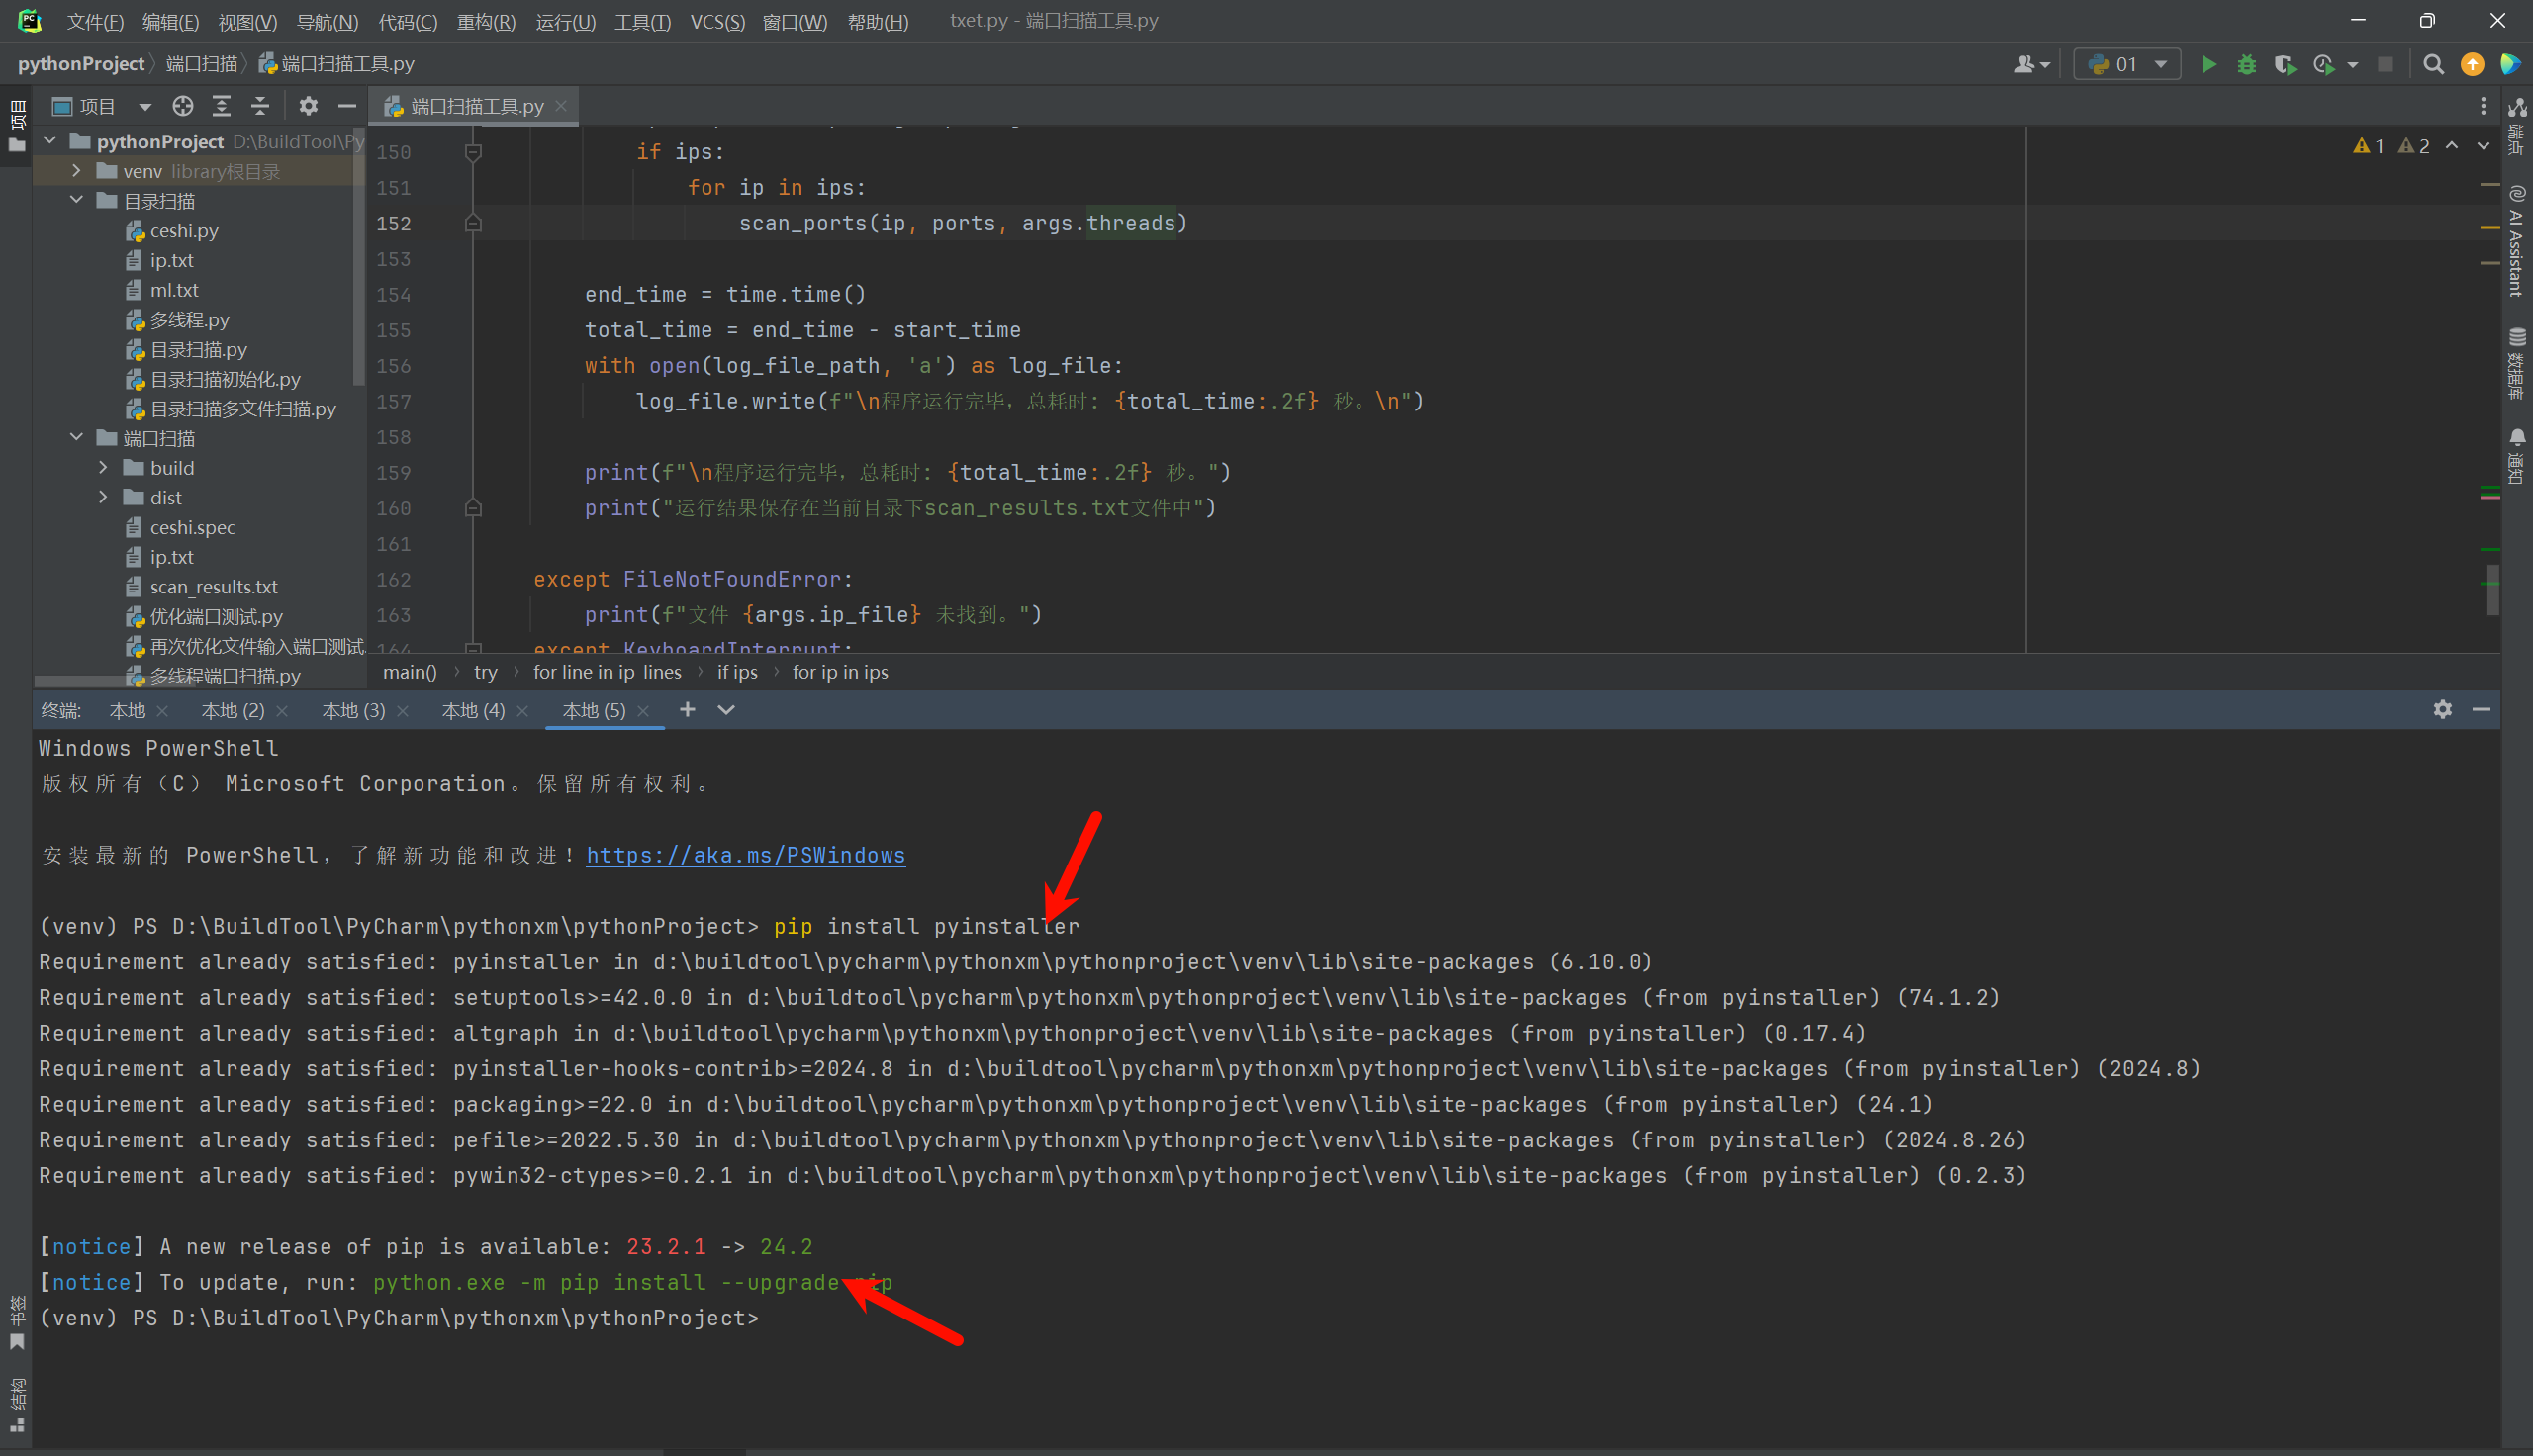 文件(F) 编辑(E) 视图(V) 导航(N) 代码(C) 重构(R) 运行(U) 工具(T) VCS(S) 窗口(W) 帮助(H) txet.py - 端口扫描工具.py
pythonProject 端口扫描 端口扫描工具.py
01
项目
项目
端口扫描工具.py
pythonProject D:\BuildTool\Py
venv library根目录
目录扫描
ceshi.py
ip.txt
ml.txt
多线程.py
目录扫描.py
目录扫描初始化.py
目录扫描多文件扫描.py
端口扫描
build
dist
ceshi.spec
ip.txt
scan_results.txt
优化端口测试.py
再次优化文件输入端口测试.
多线程端口扫描.py
1 2
150 if ips:
151 for ip in ips:
152 scan_ports(ip, ports, args.threads)
153
154 end_time = time.time()
155 total_time = end_time - start_time
156 with open(log_file_path, 'a') as log_file:
157 log_file.write(f"\n程序运行完毕，总耗时: {total_time:.2f} 秒。\n")
158
159 print(f"\n程序运行完毕，总耗时: {total_time:.2f} 秒。")
160 print("运行结果保存在当前目录下scan_results.txt文件中")
161
162 except FileNotFoundError:
163 print(f"文件 {args.ip_file} 未找到。")
164 except KeyboardInterrupt:
main() try for line in ip_lines if ips for ip in ips
端点
AI Assistant
数据库
通知
终端: 本地 本地 (2) 本地 (3) 本地 (4) 本地 (5)
Windows PowerShell
版权所有（C） Microsoft Corporation。保留所有权利。
安装最新的 PowerShell，了解新功能和改进！https://aka.ms/PSWindows
(venv) PS D:\BuildTool\PyCharm\pythonxm\pythonProject> pip install pyinstaller
Requirement already satisfied: pyinstaller in d:\buildtool\pycharm\pythonxm\pythonproject\venv\lib\site-packages (6.10.0)
Requirement already satisfied: setuptools>=42.0.0 in d:\buildtool\pycharm\pythonxm\pythonproject\venv\lib\site-packages (from pyinstaller) (74.1.2)
Requirement already satisfied: altgraph in d:\buildtool\pycharm\pythonxm\pythonproject\venv\lib\site-packages (from pyinstaller) (0.17.4)
Requirement already satisfied: pyinstaller-hooks-contrib>=2024.8 in d:\buildtool\pycharm\pythonxm\pythonproject\venv\lib\site-packages (from pyinstaller) (2024.8)
Requirement already satisfied: packaging>=22.0 in d:\buildtool\pycharm\pythonxm\pythonproject\venv\lib\site-packages (from pyinstaller) (24.1)
Requirement already satisfied: pefile>=2022.5.30 in d:\buildtool\pycharm\pythonxm\pythonproject\venv\lib\site-packages (from pyinstaller) (2024.8.26)
Requirement already satisfied: pywin32-ctypes>=0.2.1 in d:\buildtool\pycharm\pythonxm\pythonproject\venv\lib\site-packages (from pyinstaller) (0.2.3)
[notice] A new release of pip is available: 23.2.1 -> 24.2
[notice] To update, run: python.exe -m pip install --upgrade pip
(venv) PS D:\BuildTool\PyCharm\pythonxm\pythonProject>
书签
结构